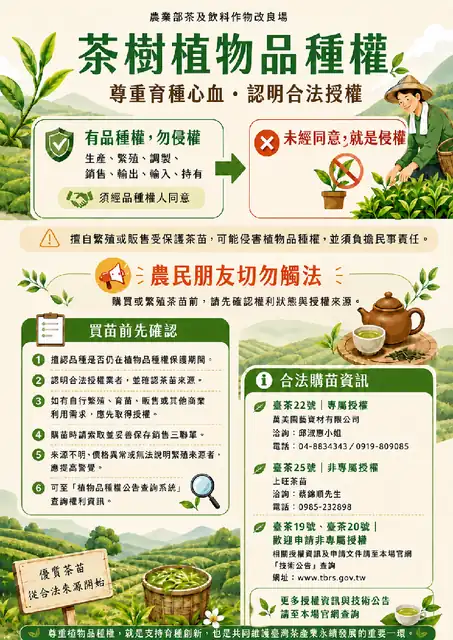 農業部茶及飲料作物改良場
茶樹植物品種權
尊重育種心血・認明合法授權
有品種權，勿侵權
生產、繁殖、調製、
銷售、輸出、輸入、持有
須經品種權人同意
未經同意，就是侵權
擅自繁殖或販售受保護茶苗，可能侵害植物品種權，並須負擔民事責任。
農民朋友切勿觸法
購買或繁殖茶苗前，請先確認權利狀態與授權來源。
買苗前先確認
1 確認品種是否仍在植物品種權保護期間。
2 認明合法授權業者，並確認茶苗來源。
3 如有自行繁殖、育苗、販售或其他商業
利用需求，應先取得授權。
4 購苗時請索取並妥善保存銷售三聯單。
5 來源不明、價格異常或無法說明繁殖來源者，
應提高警覺。
6 可至「植物品種權公告查詢系統」
查詢權利資訊。
合法購苗資訊
臺茶22號｜專屬授權
萬美園藝資材有限公司
洽詢：邱淑惠小姐
電話：04-8834343／0919-809085
臺茶25號｜非專屬授權
上旺茶苗
洽詢：蔡錦順先生
電話：0985-232898
臺茶19號、臺茶20號｜
歡迎申請非專屬授權
相關授權資訊及申請文件請至本場官網
「技術公告」查詢
網址：www.tbrs.gov.tw
更多授權資訊與技術公告
請至本場官網查詢
優質茶苗
從合法來源開始
尊重植物品種權，就是支持育種創新，也是共同維護臺灣茶產業永續發展的重要一環。